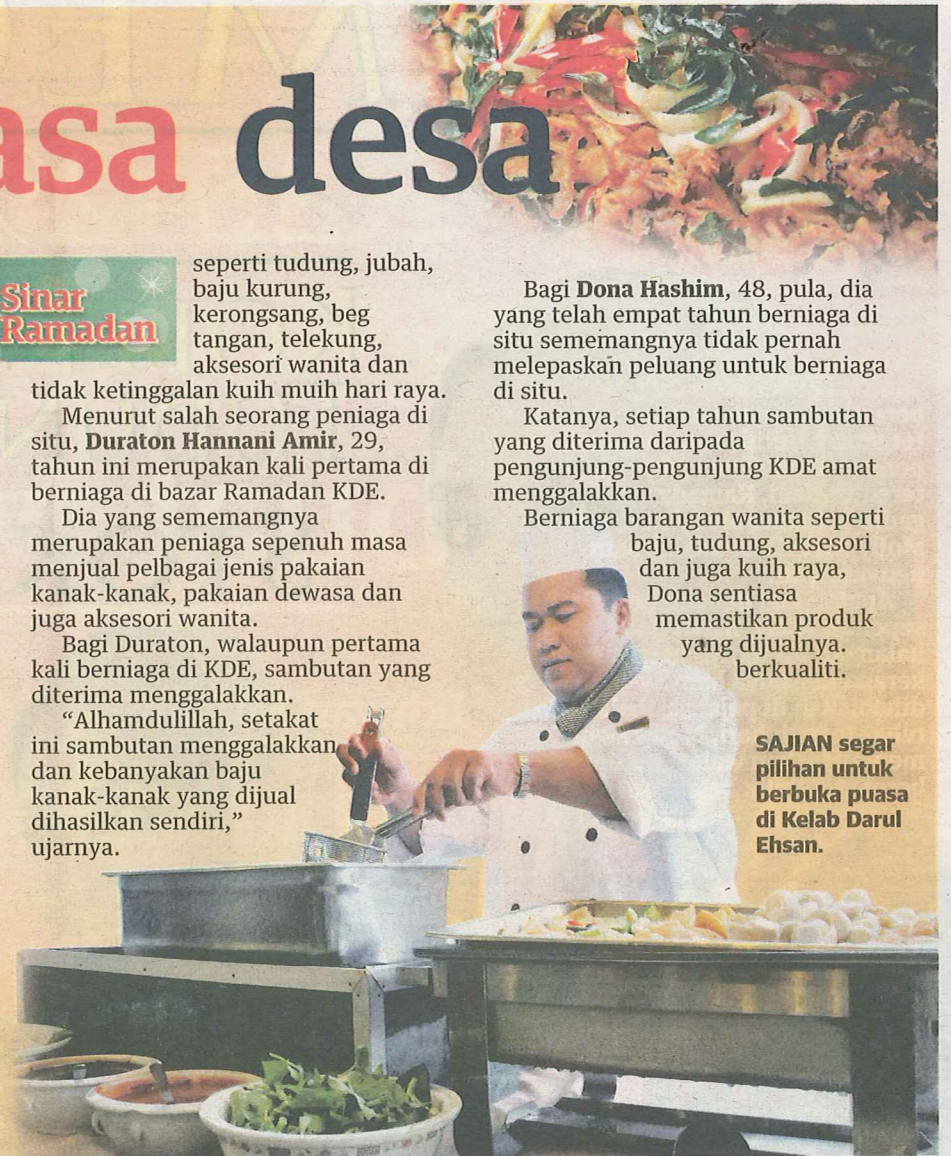 asa desa
Sinar
Ramadan
seperti tudung, jubah,
baju kurung,
kerongsang, beg
tangan, telekung,
aksesori wanita dan
tidak ketinggalan kuih muih hari raya.
Menurut salah seorang peniaga di
situ, Duraton Hannani Amir, 29,
tahun ini merupakan kali pertama di
berniaga di bazar Ramadan KDE.
Dia yang sememangnya
merupakan peniaga sepenuh masa
menjual pelbagai jenis pakaian
kanak-kanak, pakaian dewasa dan
juga aksesori wanita.
Bagi Duraton, walaupun pertama
kali berniaga di KDE, sambutan yang
diterima menggalakkan.
“Alhamdulillah, setakat
ini sambutan menggalakkan
dan kebanyakan baju
kanak-kanak yang dijual
dihasilkan sendiri,”
ujarnya.
Bagi Dona Hashim, 48, pula, dia
yang telah empat tahun berniaga di
situ sememangnya tidak pernah
melepaskan peluang untuk berniaga
di situ.
Katanya, setiap tahun sambutan
yang diterima daripada
pengunjung-pengunjung KDE amat
menggalakkan.
Berniaga barangan wanita seperti
baju, tudung, aksesori
dan juga kuih raya,
Dona sentiasa
memastikan produk
yang dijualnya.
berkualiti.
SAJIAN segar
pilihan untuk
berbuka puasa
di Kelab Darul
Ehsan.